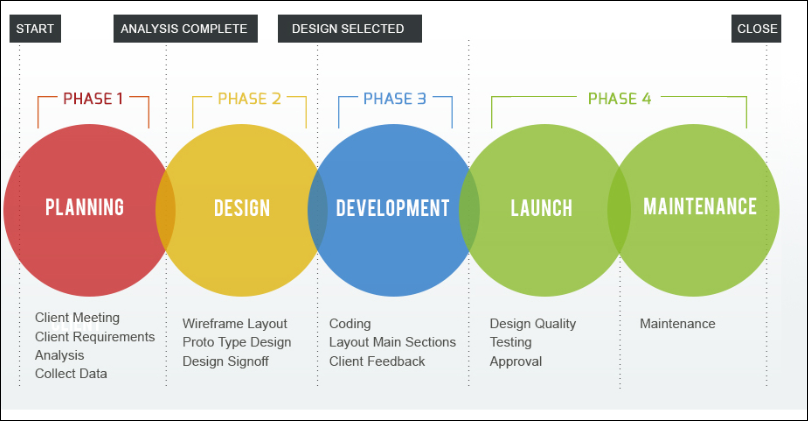 START
ANALYSIS COMPLETE
DESIGN SELECTED
CLOSE
PHASE 1
PHASE 2
PHASE 3
PHASE 4
PLANNING
DESIGN
DEVELOPMENT
LAUNCH
MAINTENANCE
Client Meeting
Client Requirements
Analysis
Collect Data
Wireframe Layout
Proto Type Design
Design Signoff
Coding
Layout Main Sections
Client Feedback
Design Quality
Testing
Approval
Maintenance